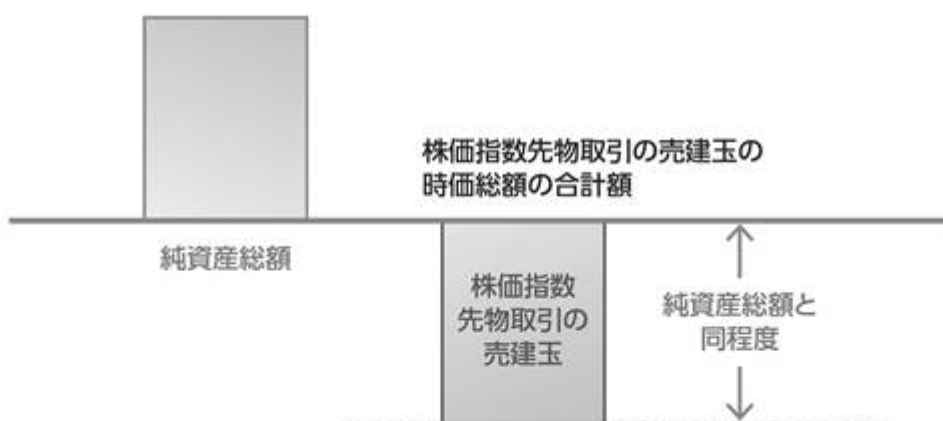 株価指数先物取引の売建玉の
時価総額の合計額
純資産総額
株価指数
先物取引の
売建玉
純資産総額と
同程度